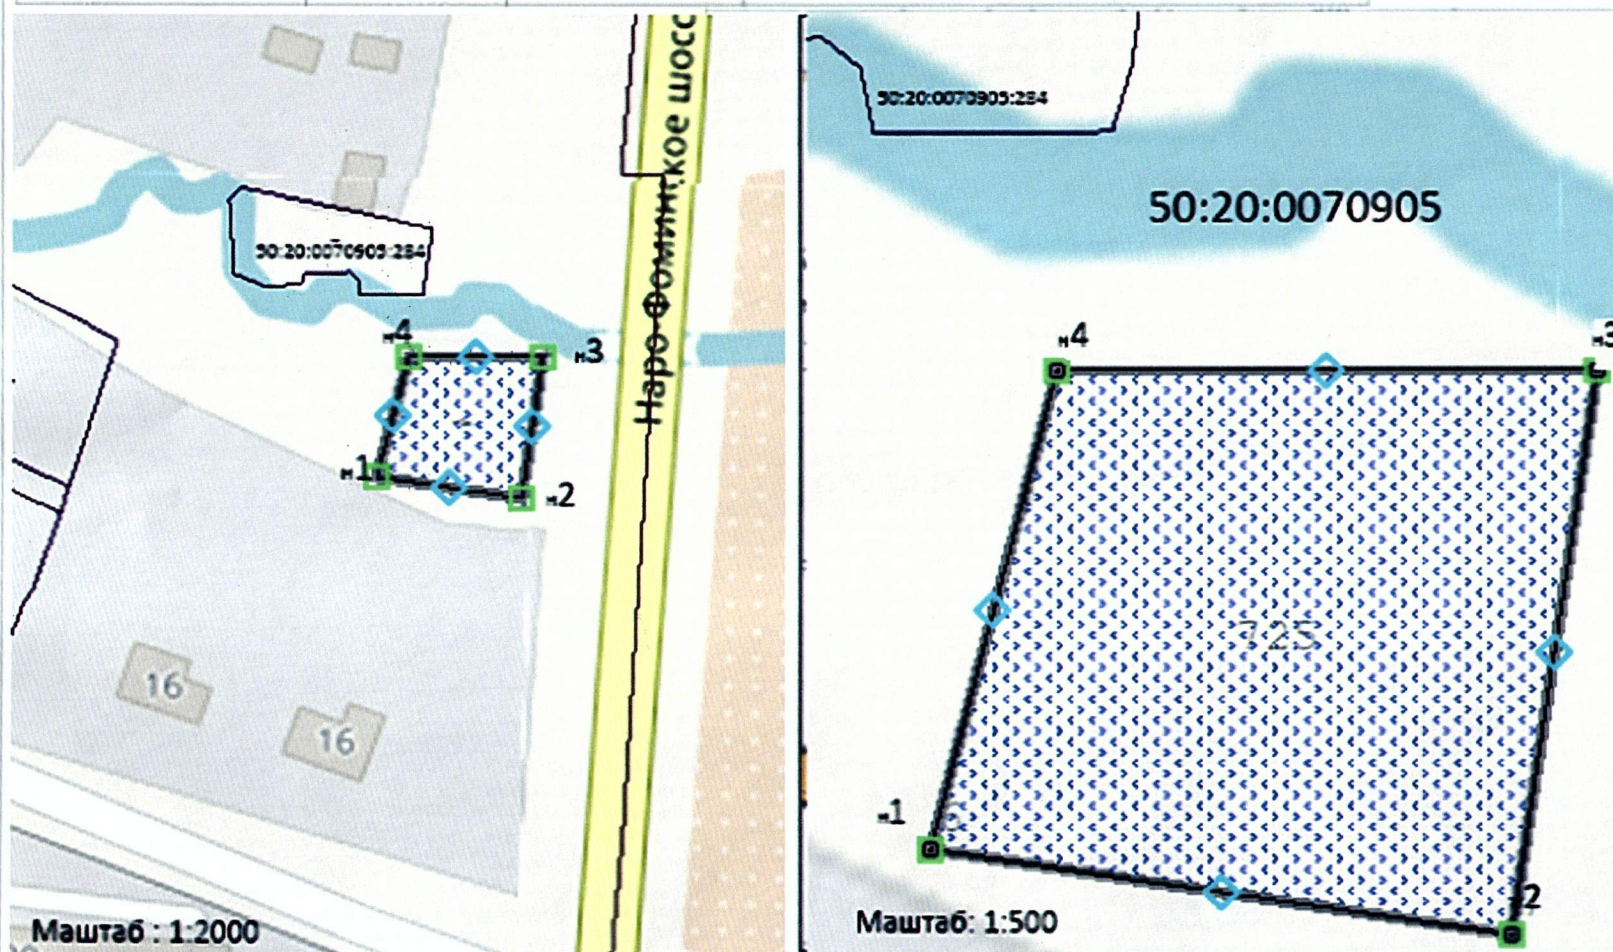 50:20:0070905:284
Наро-Фоминское шосс
н4
н3
н1
н2
16
16
Маштаб : 1:2000
50:20:0070905:284
50:20:0070905
н4
н3
н1
725
2
Маштаб: 1:500